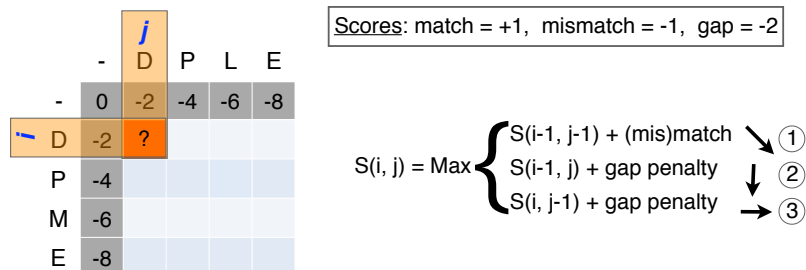 j
Scores: match = +1, mismatch = -1, gap = -2
- D P L E
- 0 -2 -4 -6 -8
i D -2 ?
P -4
M -6
E -8
S(i, j) = Max { S(i-1, j-1) + (mis)match 1
S(i-1, j) + gap penalty 2
S(i, j-1) + gap penalty 3